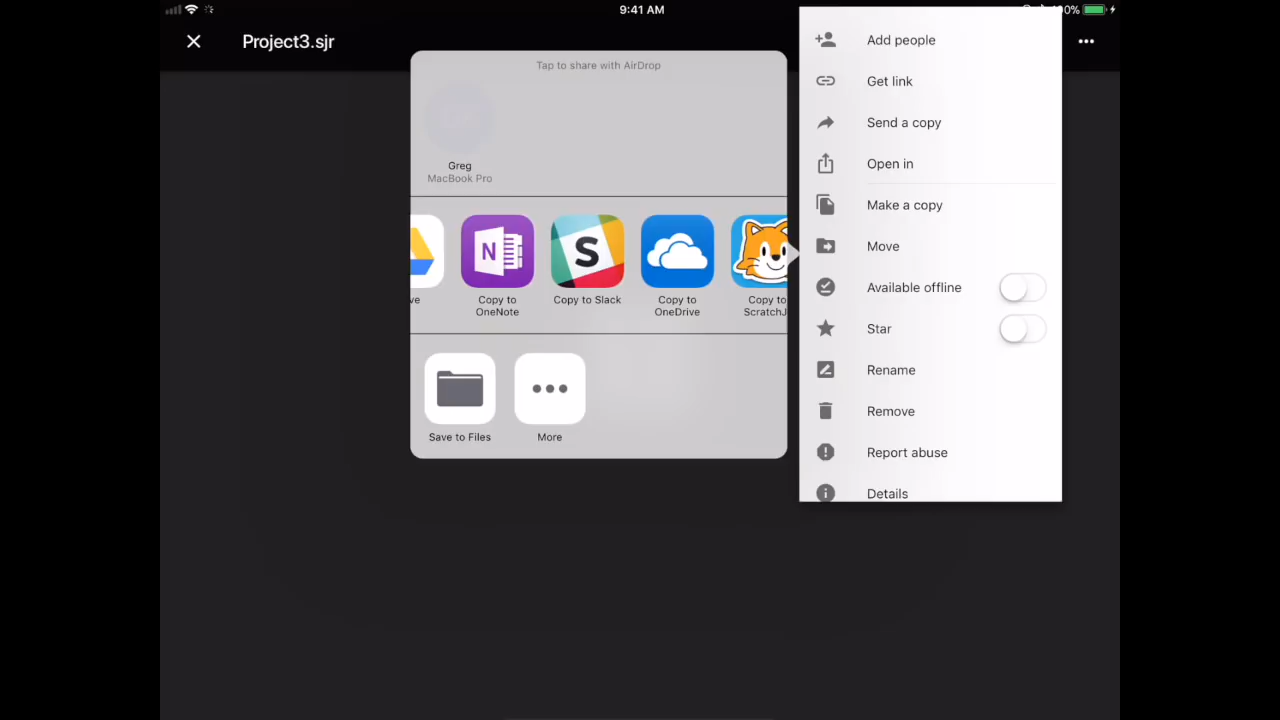 9:41 AM
Project3.sjr
Tap to share with AirDrop
Greg
MacBook Pro
N
S
Copy to
OneNote
Copy to Slack
Copy to
OneDrive
Copy to
ScratchJ
Save to Files
More
Add people
Get link
Send a copy
Open in
Make a copy
Move
Available offline
Star
Rename
Remove
Report abuse
Details